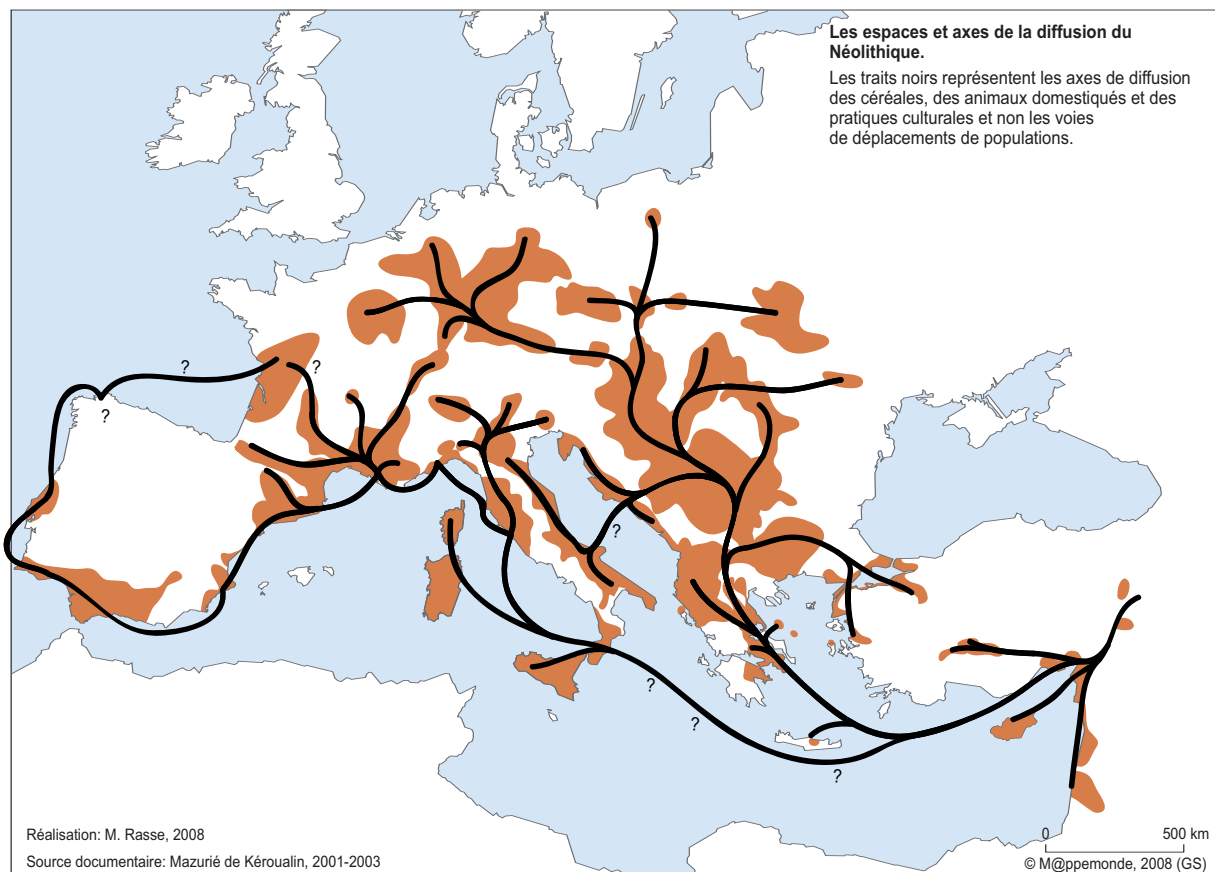 Les espaces et axes de la diffusion du
Néolithique.
Les traits noirs représentent les axes de diffusion
des céréales, des animaux domestiqués et des
pratiques culturales et non les voies
de déplacements de populations.
?
?
?
?
?
?
?
Réalisation: M. Rasse, 2008
Source documentaire: Mazurié de Kéroualin, 2001-2003
0 500 km
© M@ppemonde, 2008 (GS)